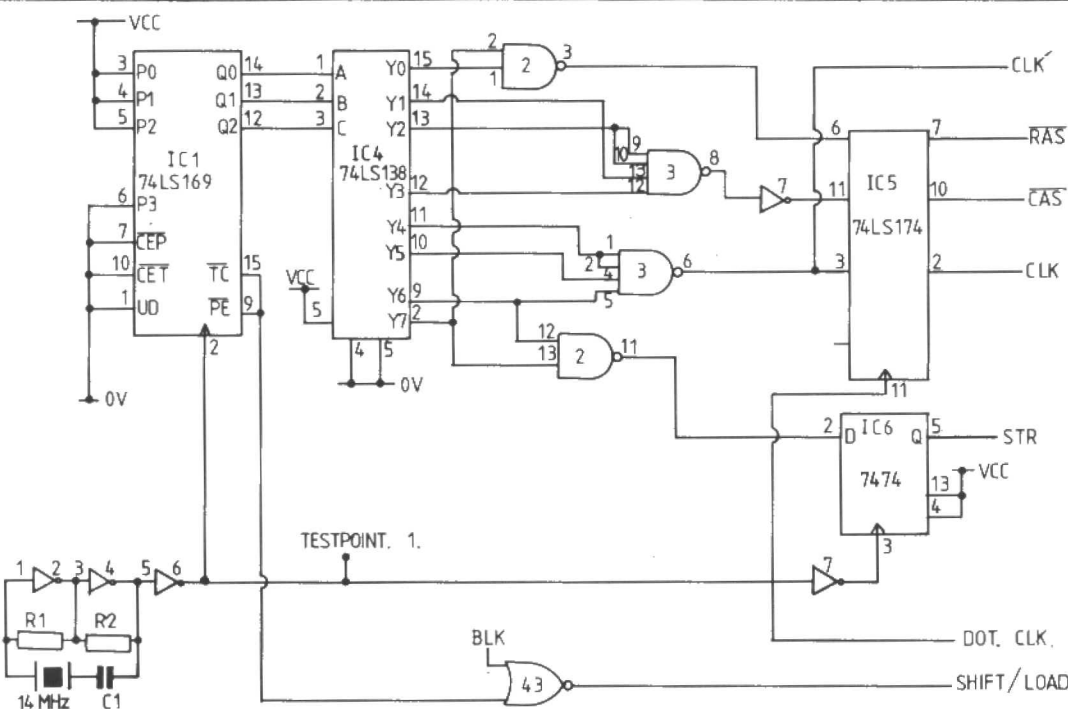 VCC
3 P0
4 P1
5 P2
6 P3
7 CEP
10 CET
1 UD
0V
IC1
74LS169
Q0 14
Q1 13
Q2 12
TC 15
PE 9
2
1 A
2 B
3 C
IC4
74LS138
Y0 15
Y1 14
Y2 13
Y3 12
Y4 11
Y5 10
Y6 9
Y7 2
VCC
5
4 5
0V
2
1
2
3
9
10
13
12
3
8
7
1
2
4
5
3
6
12
13
2
11
CLK'
6
11
3
IC5
74LS174
7 RAS
10 CAS
2 CLK
11
2 D
IC6
Q 5
STR
7474
13
4
VCC
3
TESTPOINT. 1.
1 2 3 4 5 6
7
R1 R2
14 MHz C1
BLK
43
DOT. CLK.
SHIFT/LOAD